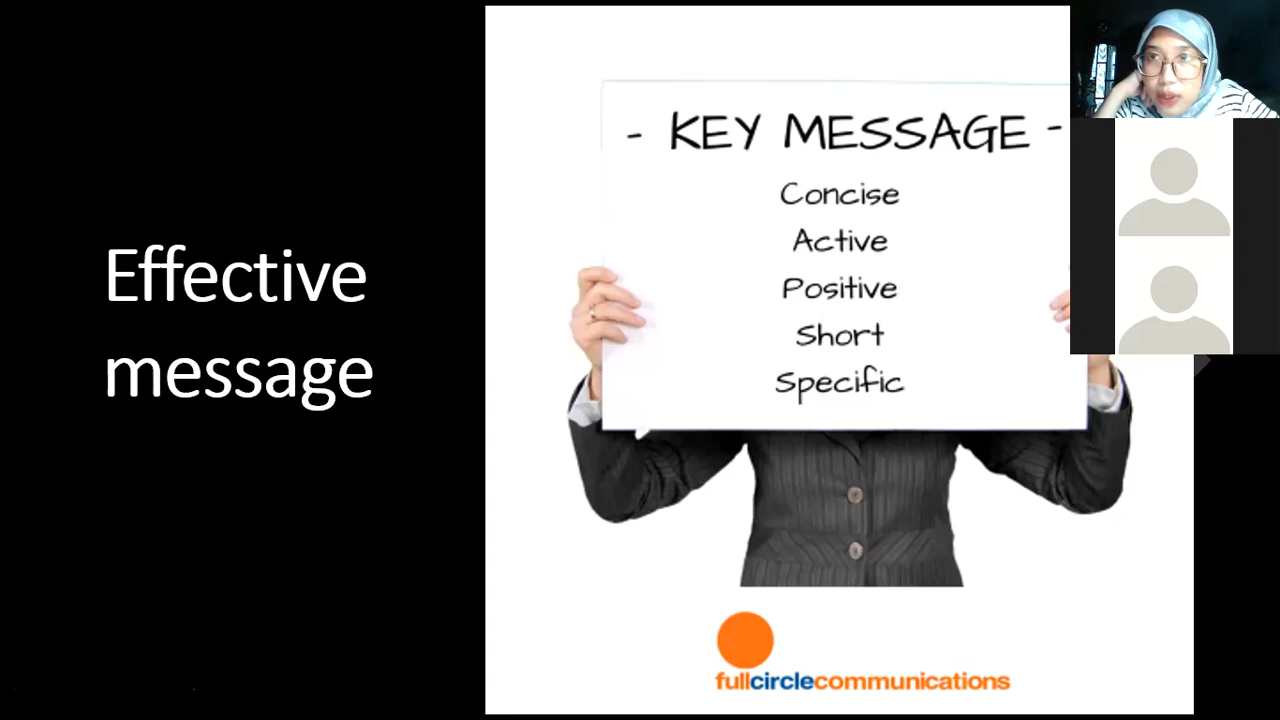 Effective
message
- KEY MESSAGE -
Concise
Active
Positive
Short
Specific
fullcirclecommunications